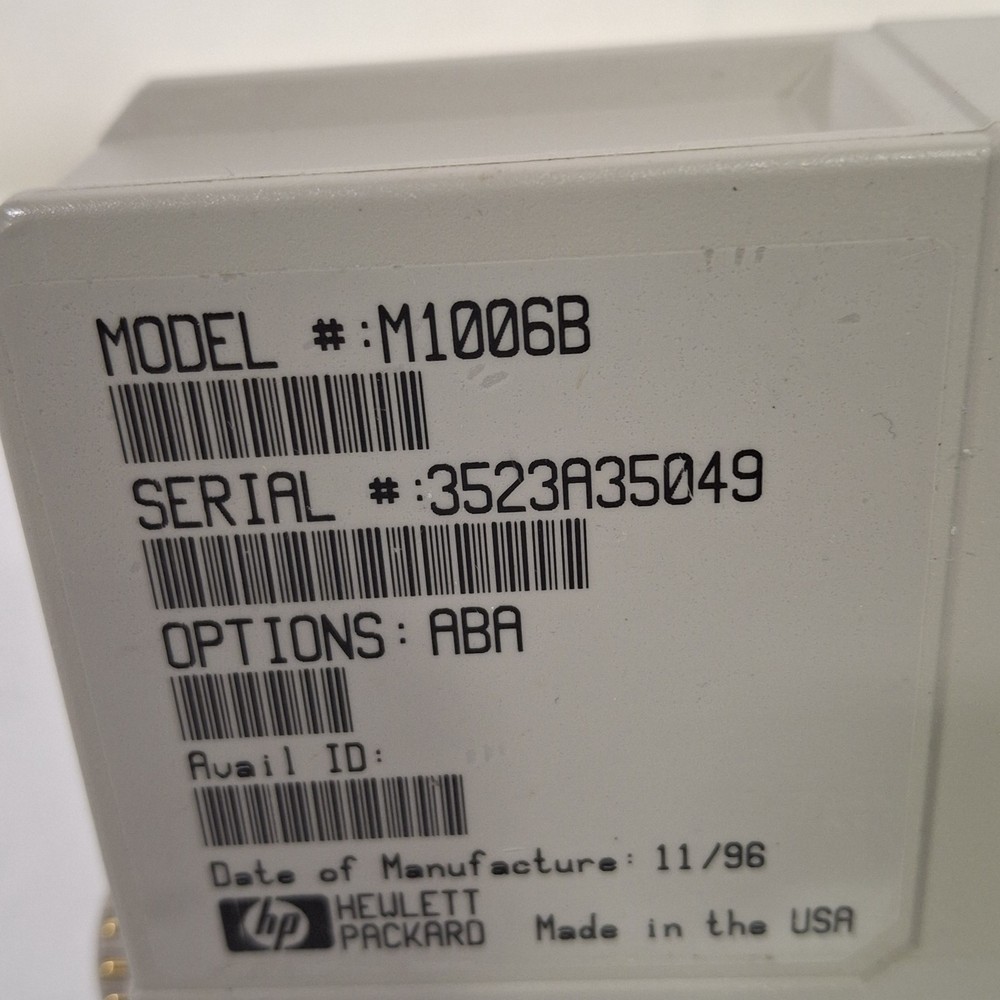 MODEL #:M1006B
SERIAL #:3523A35049
OPTIONS: ABA
Avail ID:
Date of Manufacture: 11/96
hp HEWLETT PACKARD Made in the USA